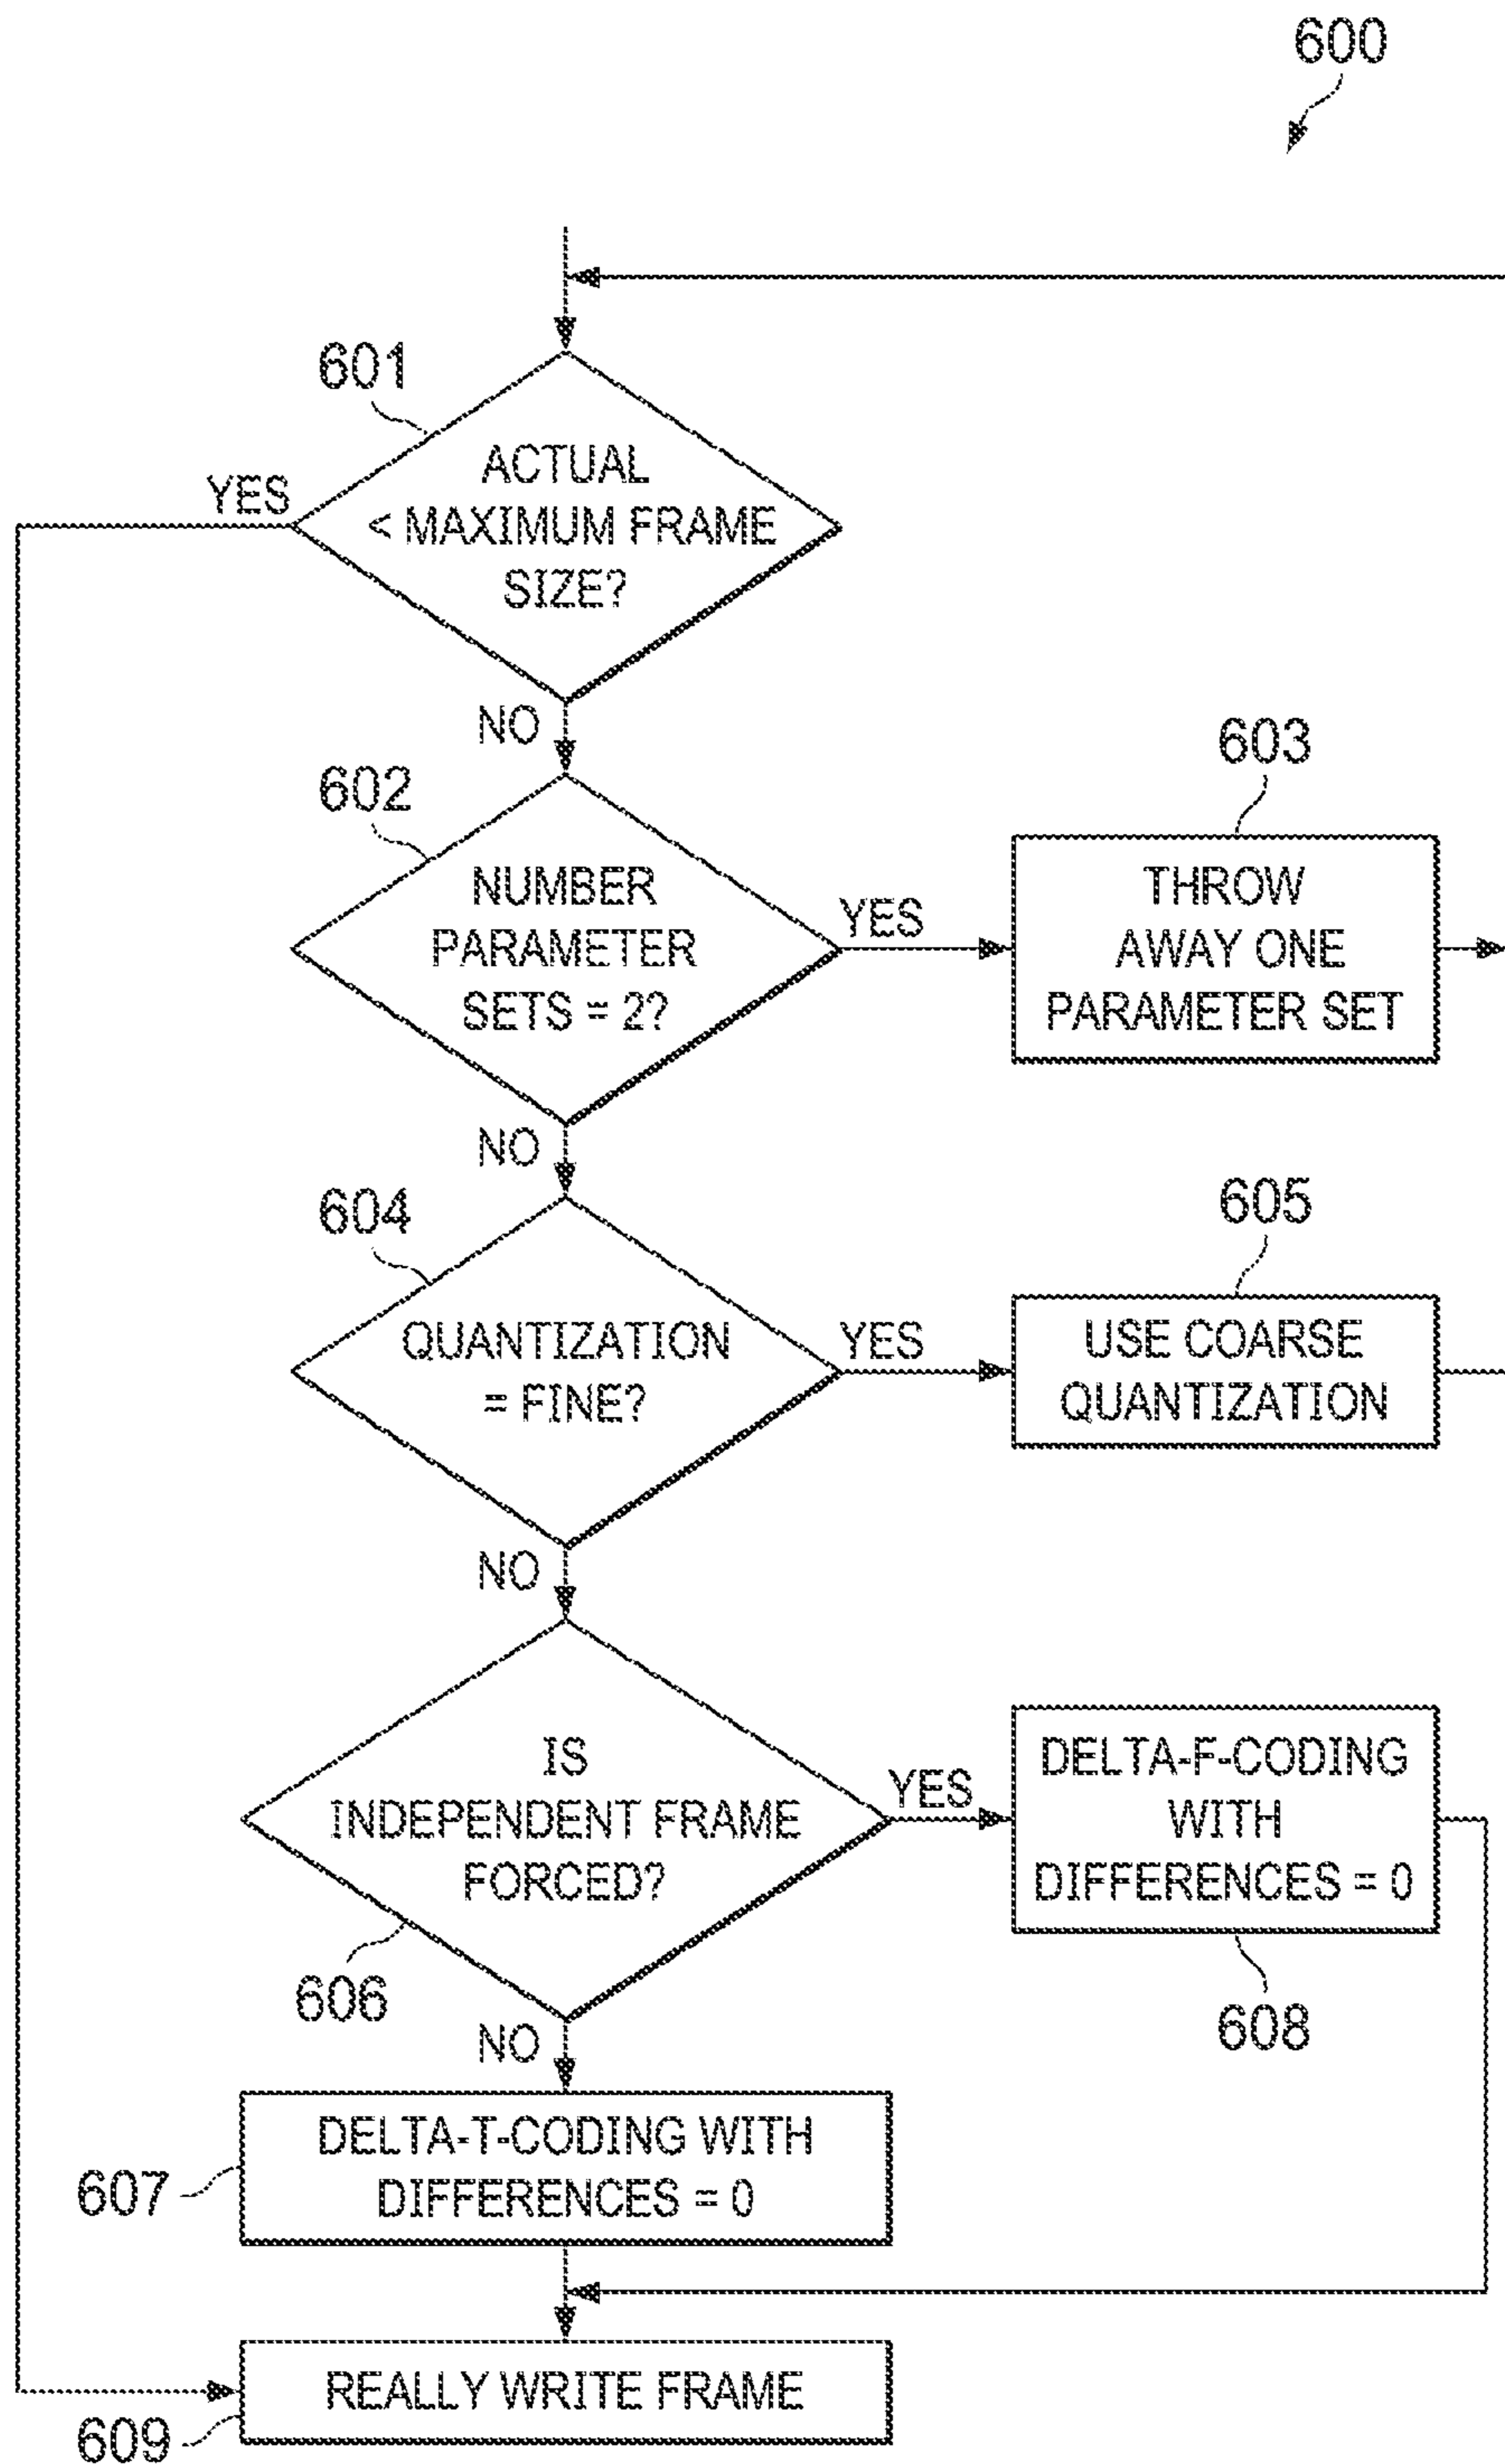 600
601
YES
ACTUAL
< MAXIMUM FRAME
SIZE?
NO
602
NUMBER
PARAMETER
SETS = 2?
YES
603
THROW
AWAY ONE
PARAMETER SET
NO
604
QUANTIZATION
= FINE?
YES
605
USE COARSE
QUANTIZATION
NO
IS
INDEPENDENT FRAME
FORCED?
606
YES
DELTA-F-CODING
WITH
DIFFERENCES = 0
608
NO
DELTA-T-CODING WITH
DIFFERENCES = 0
607
REALLY WRITE FRAME
609